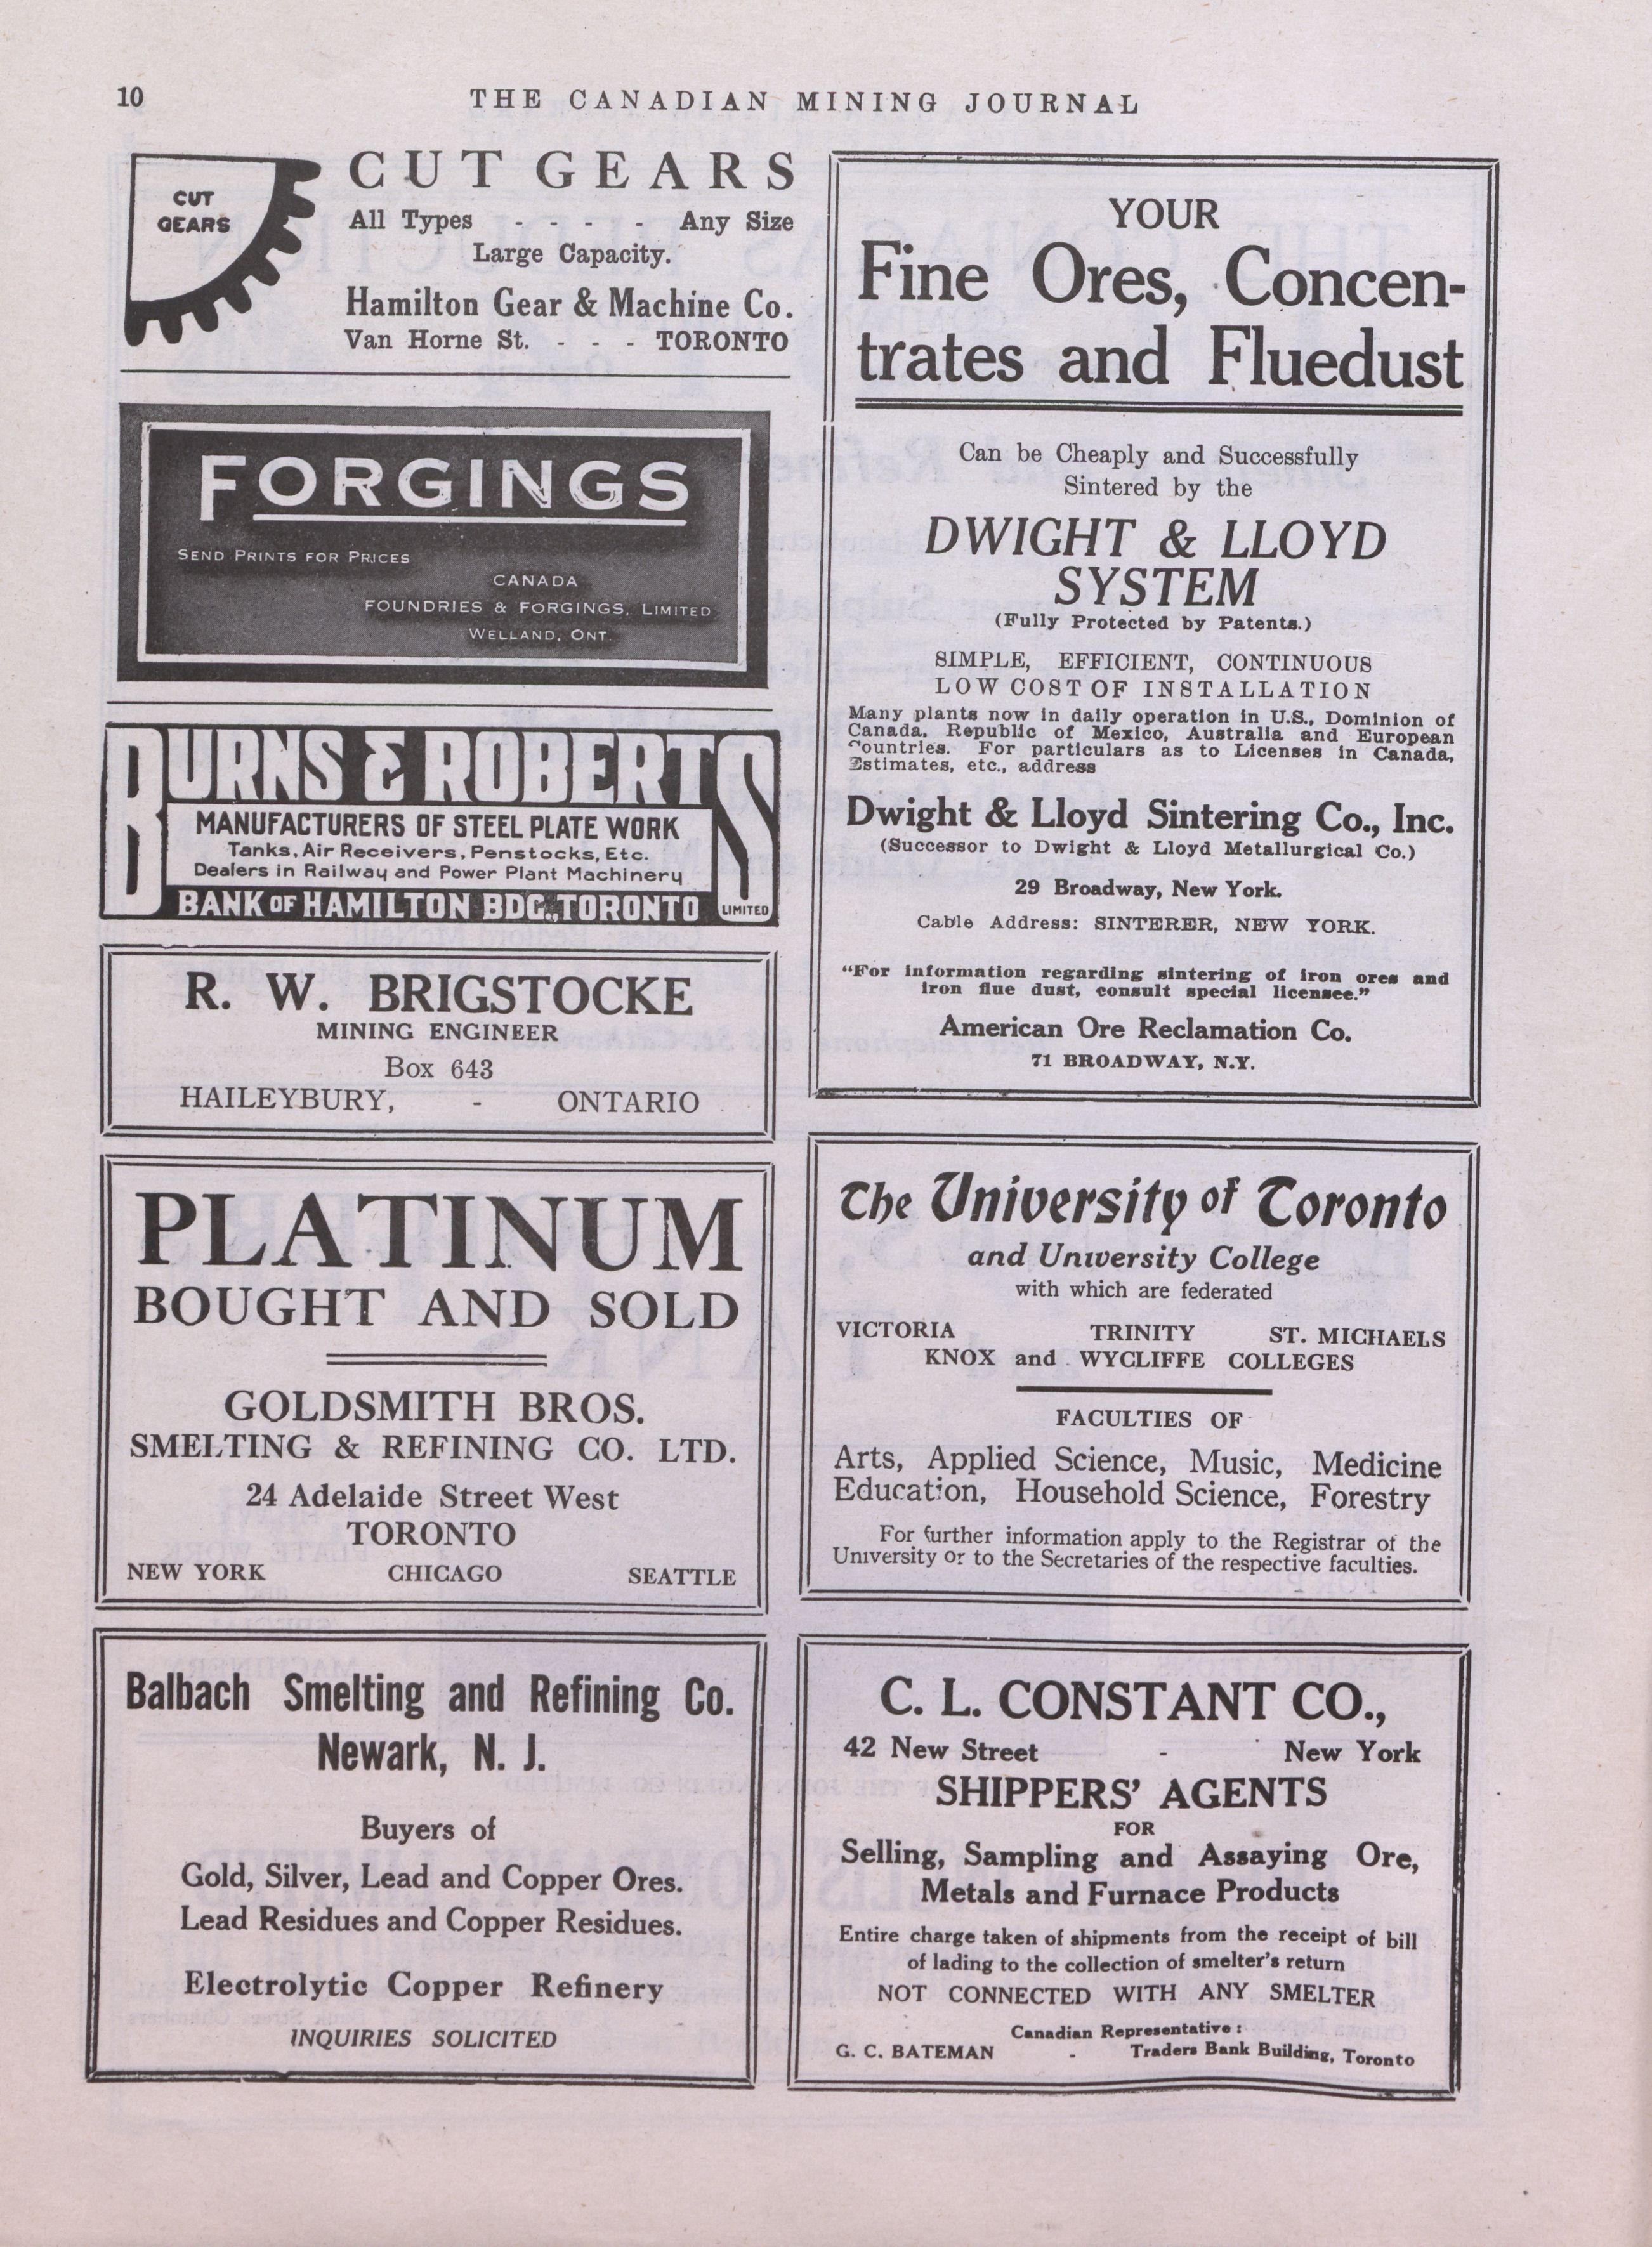 10
THE CANADIAN MINING JOURNAL
CUT
GEARS
CUT GEARS
All Types - - - - Any Size
Large Capacity.
Hamilton Gear & Machine Co.
Van Horne St. - - - TORONTO
FORGINGS
SEND PRINTS FOR PRICES
CANADA
FOUNDRIES & FORGINGS, LIMITED
WELLAND, ONT.
BURNS & ROBERTS
MANUFACTURERS OF STEEL PLATE WORK
Tanks, Air Receivers, Penstocks, Etc.
Dealers in Railway and Power Plant Machinery
BANK OF HAMILTON BDG., TORONTO LIMITED
R. W. BRIGSTOCKE
MINING ENGINEER
Box 643
HAILEYBURY, - ONTARIO
PLATINUM
BOUGHT AND SOLD
GOLDSMITH BROS.
SMELTING & REFINING CO. LTD.
24 Adelaide Street West
TORONTO
NEW YORK CHICAGO SEATTLE
Balbach Smelting and Refining Co.
Newark, N. J.
Buyers of
Gold, Silver, Lead and Copper Ores.
Lead Residues and Copper Residues.
Electrolytic Copper Refinery
INQUIRIES SOLICITED
YOUR
Fine Ores, Concen-
trates and Fluedust
Can be Cheaply and Successfully
Sintered by the
DWIGHT & LLOYD
SYSTEM
(Fully Protected by Patents.)
SIMPLE, EFFICIENT, CONTINUOUS
LOW COST OF INSTALLATION
Many plants now in daily operation in U.S., Dominion of
Canada, Republic of Mexico, Australia and European
Countries. For particulars as to Licenses in Canada,
Estimates, etc., address
Dwight & Lloyd Sintering Co., Inc.
(Successor to Dwight & Lloyd Metallurgical Co.)
29 Broadway, New York.
Cable Address: SINTERER, NEW YORK.
“For information regarding sintering of iron ores and
iron flue dust, consult special licensee.”
American Ore Reclamation Co.
71 BROADWAY, N.Y.
The University of Toronto
and University College
with which are federated
VICTORIA TRINITY ST. MICHAELS
KNOX and WYCLIFFE COLLEGES
FACULTIES OF
Arts, Applied Science, Music, Medicine
Education, Household Science, Forestry
For further information apply to the Registrar of the
University or to the Secretaries of the respective faculties.
C. L. CONSTANT CO.,
42 New Street - New York
SHIPPERS’ AGENTS
FOR
Selling, Sampling and Assaying Ore,
Metals and Furnace Products
Entire charge taken of shipments from the receipt of bill
of lading to the collection of smelter’s return
NOT CONNECTED WITH ANY SMELTER
Canadian Representative :
G. C. BATEMAN - Traders Bank Building, Toronto